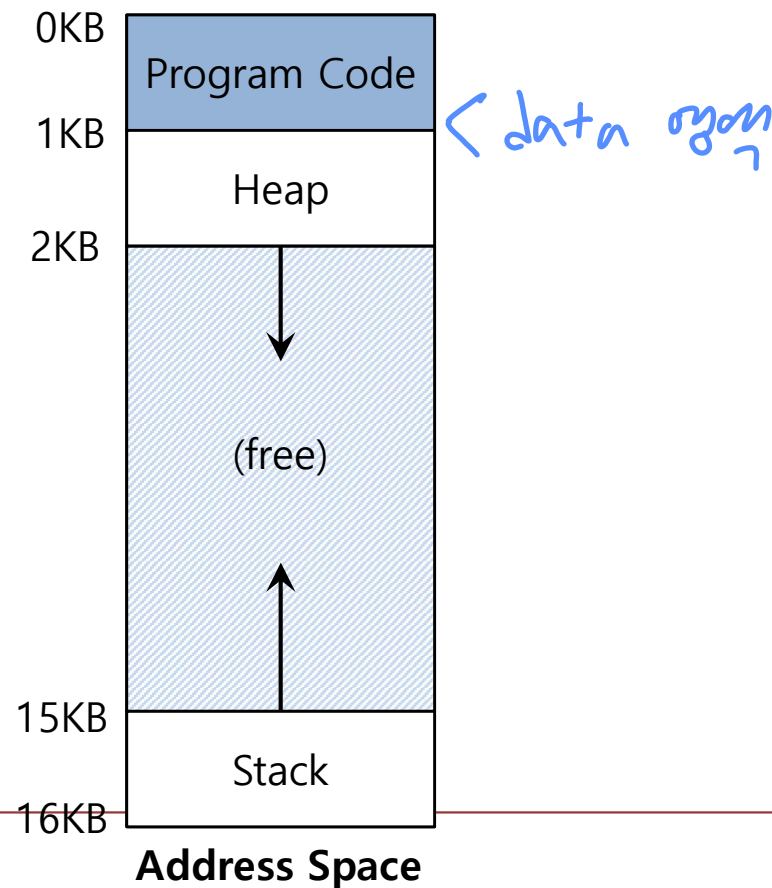 0KB
Program Code
< data
1KB
Heap
2KB
(free)
15KB
Stack
16KB
Address Space